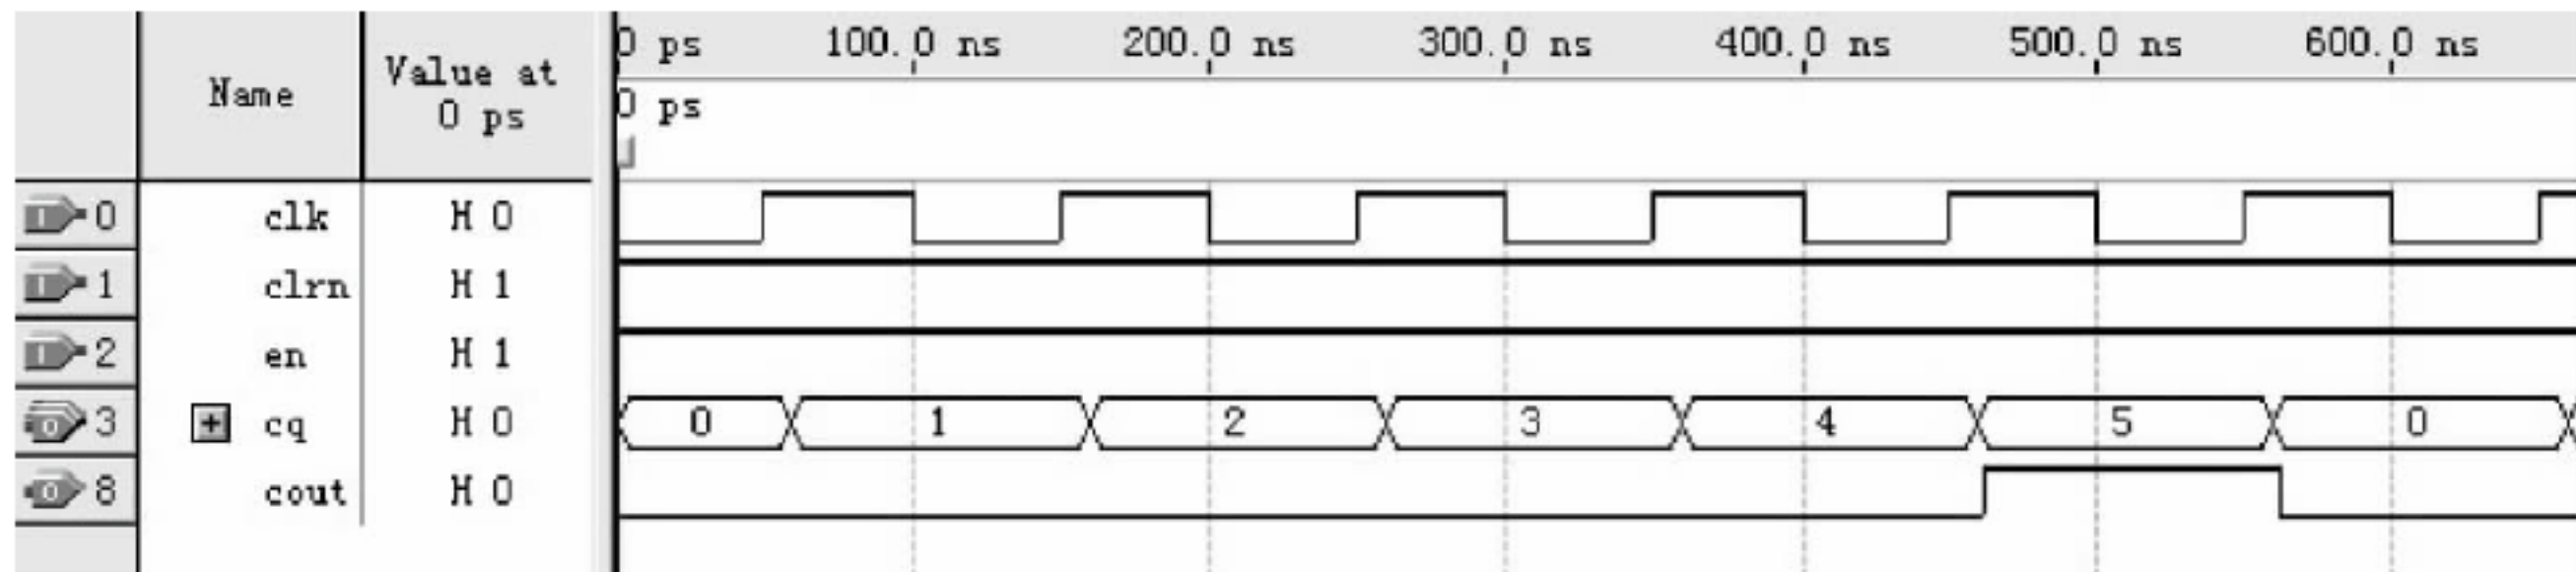 Name
Value at
0 ps
0 ps 100.0 ns 200.0 ns 300.0 ns 400.0 ns 500.0 ns 600.0 ns
0 ps
I 0 clk H 0
I 1 clrn H 1
I 2 en H 1
O 3 + cq H 0 0 1 2 3 4 5 0
O 8 cout H 0